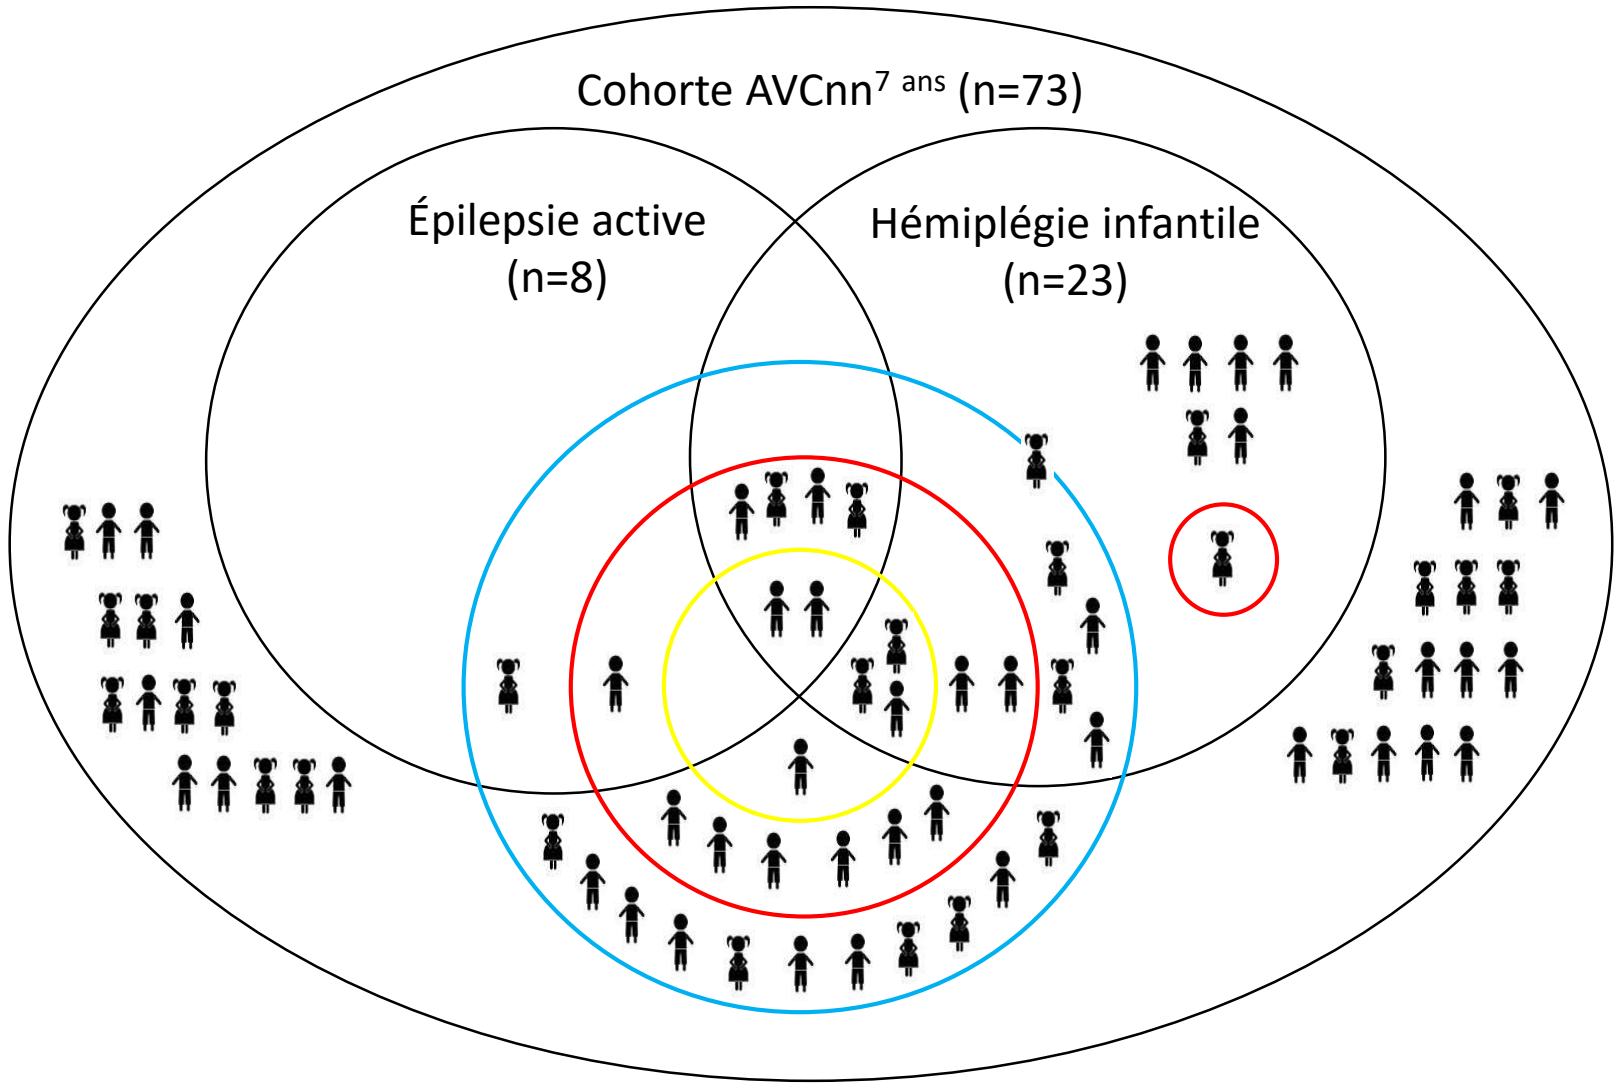 Cohorte AVCnn⁷ ᵃⁿˢ (n=73)
Épilepsie active
(n=8)
Hémiplégie infantile
(n=23)